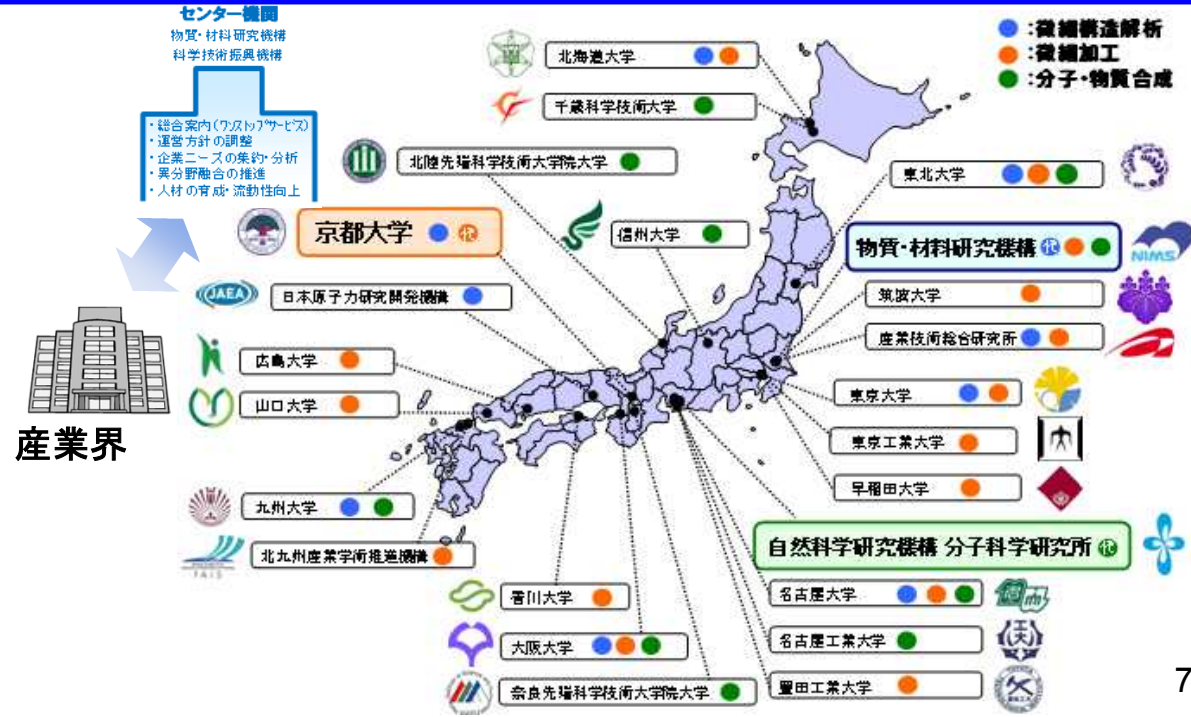 センター機関
物質・材料研究機構
科学技術振興機構
・総合案内(ワンストップサービス)
・運営方針の調整
・企業ニーズの集約・分析
・異分野融合の推進
・人材の育成・流動性向上
:微細構造解析
:微細加工
:分子・物質合成
北海道大学
千歳科学技術大学
北陸先端科学技術大学院大学
東北大学
京都大学 代
信州大学
物質・材料研究機構 代
NIMS
JAEA
日本原子力研究開発機構
筑波大学
産業技術総合研究所
広島大学
山口大学
東京大学
東京工業大学
早稲田大学
産業界
九州大学
北九州産業学術推進機構
FAIS
自然科学研究機構 分子科学研究所 代
香川大学
名古屋大学
大阪大学
名古屋工業大学
奈良先端科学技術大学院大学
豊田工業大学
7